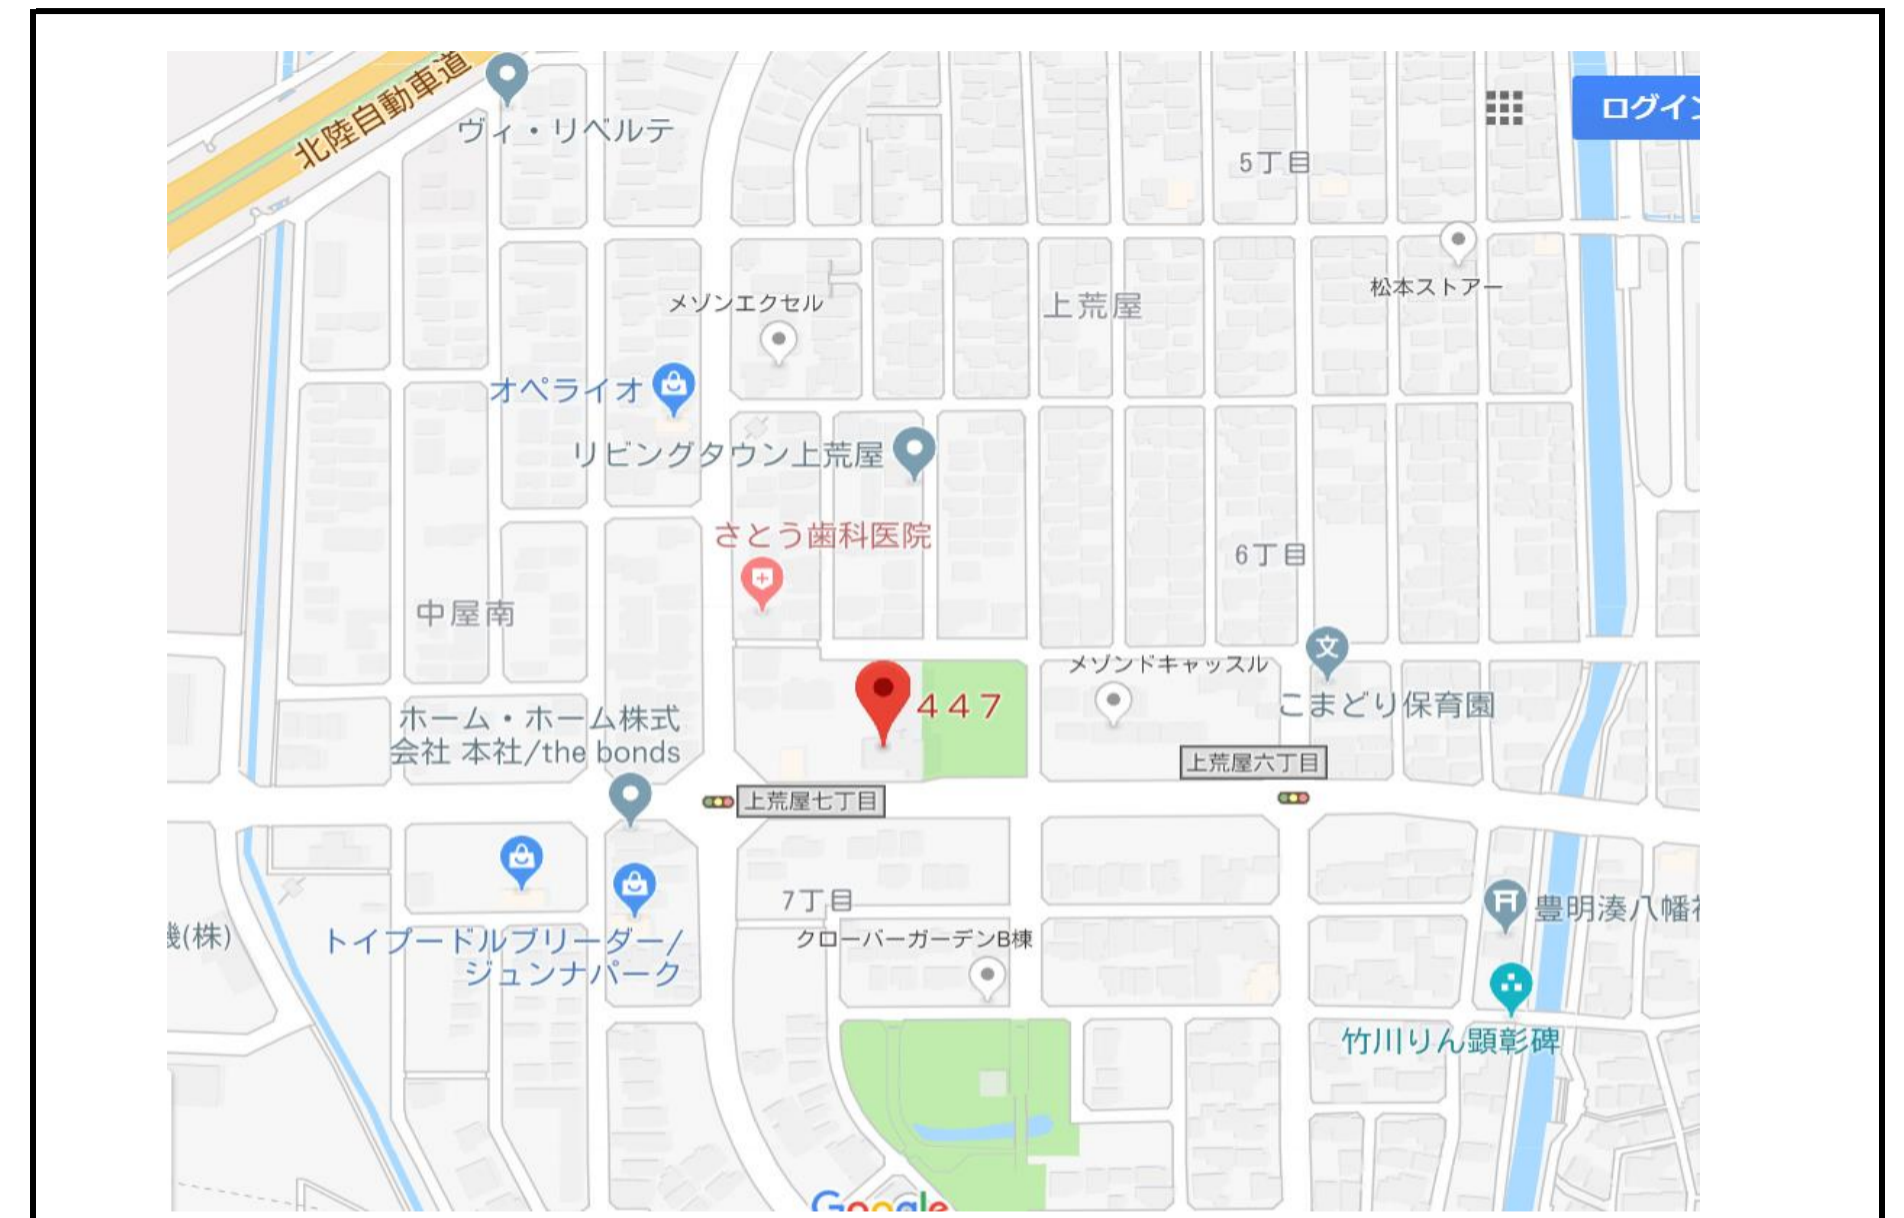 北陸自動車道
ヴィ・リベルテ
ログイン
5丁目
メゾンエクセル
上荒屋
松本ストアー
オペライオ
リビングタウン上荒屋
さとう歯科医院
6丁目
中屋南
メゾンドキャッスル
447
こまどり保育園
ホーム・ホーム株式
会社 本社/the bonds
上荒屋六丁目
上荒屋七丁目
7丁目
豊明湊八幡
(株)
トイプードルブリーダー/
ジュンナパーク
クローバーガーデンB棟
竹川りん顕彰碑
Google